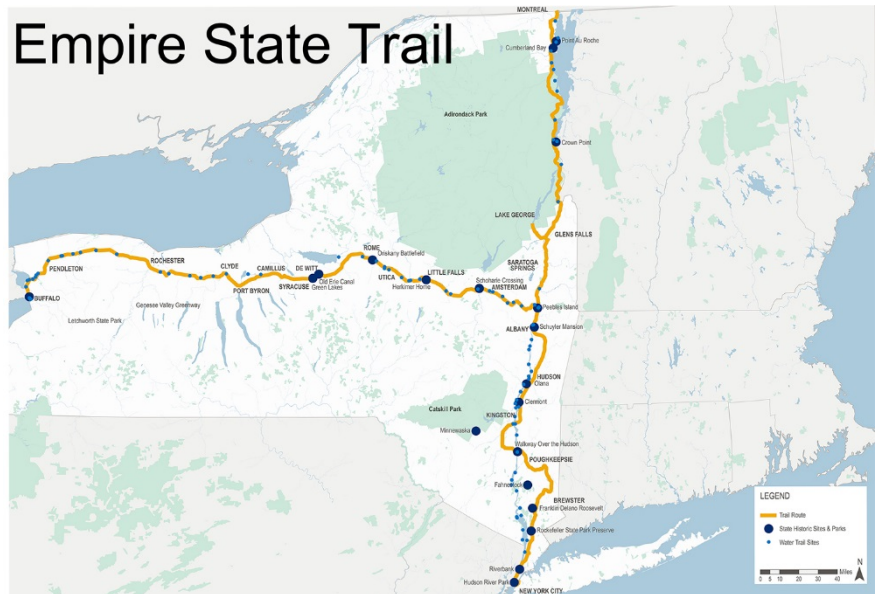 Empire State Trail
MONTREAL
Point Au Roche
Cumberland Bay
Adirondack Park
Crown Point
LAKE GEORGE
GLENS FALLS
ROME
Oriskany Battlefield
SARATOGA
SPRINGS
ROCHESTER
CLYDE
CAMILLUS
DE WITT
PENDLETON
UTICA
LITTLE FALLS
Herkimer Home
Schoharie Crossing
AMSTERDAM
Old Erie Canal
SYRACUSE
Green Lakes
PORT BYRON
BUFFALO
Genesee Valley Greenway
Peebles Island
Letchworth State Park
ALBANY
Schuyler Mansion
HUDSON
Olana
Clermont
Catskill Park
KINGSTON
Minnewaska
Walkway Over the Hudson
POUGHKEEPSIE
Fahnestock
BREWSTER
Franklin Delano Roosevelt
Rockefeller State Park Preserve
Riverbank
Hudson River Park
NEW YORK CITY
LEGEND
Trail Route
State Historic Sites & Parks
Water Trail Sites
N
Miles
0 5 10 20 30 40